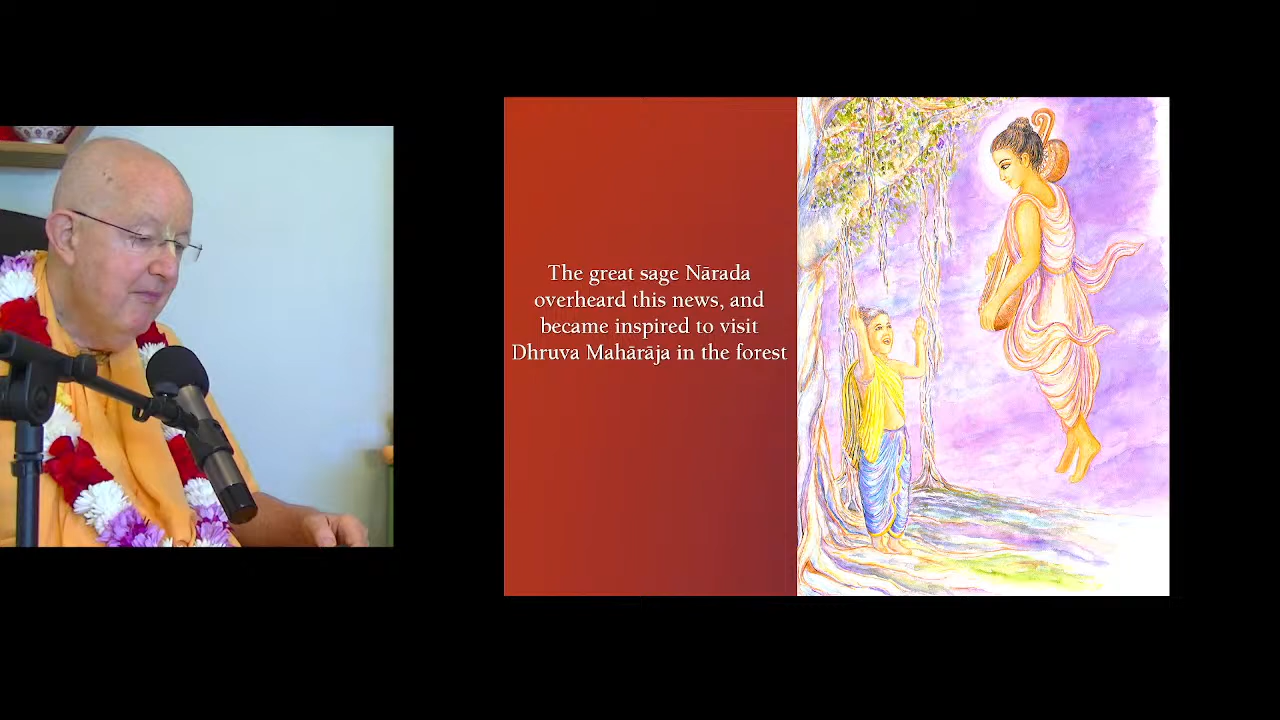 The great sage Nārada
overheard this news, and
became inspired to visit
Dhruva Mahārāja in the forest